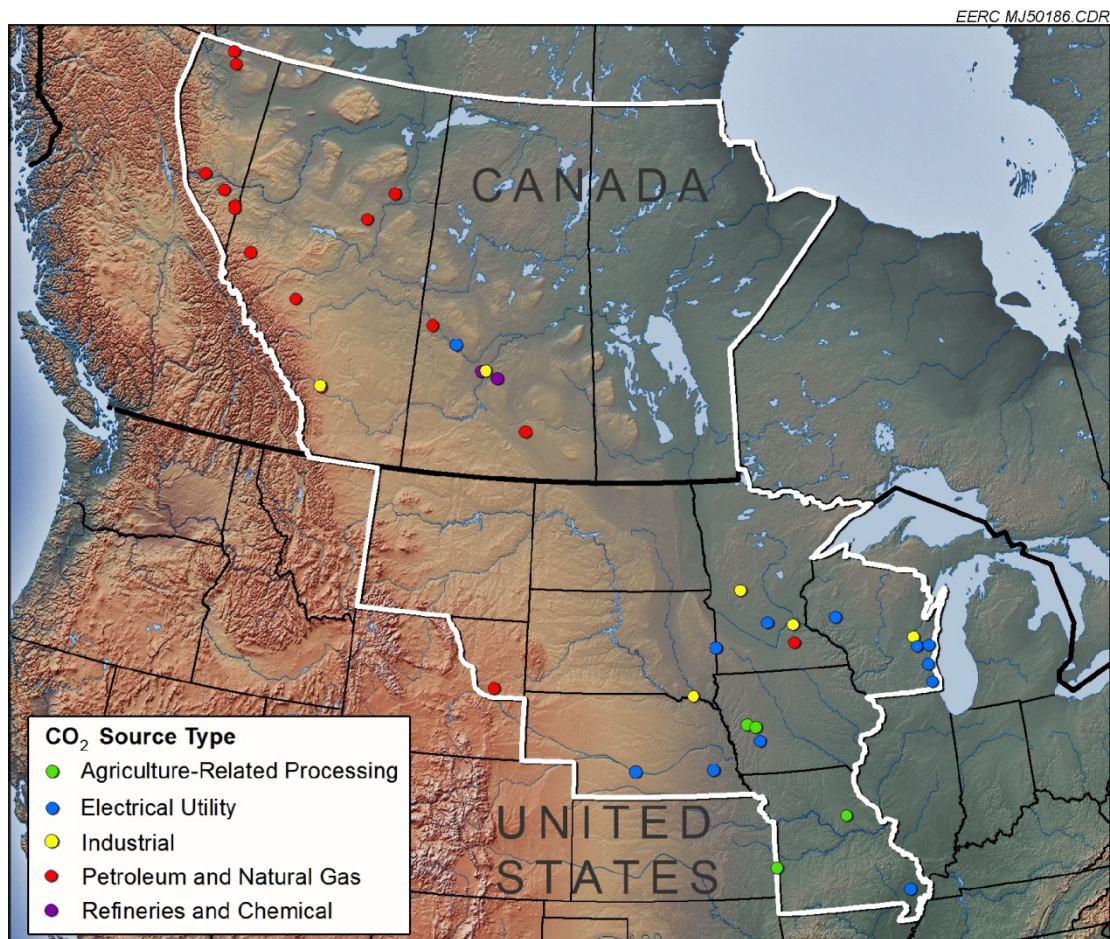 EERC MJ50186.CDR
CANADA
UNITED
STATES
CO₂ Source Type
Agriculture-Related Processing
Electrical Utility
Industrial
Petroleum and Natural Gas
Refineries and Chemical